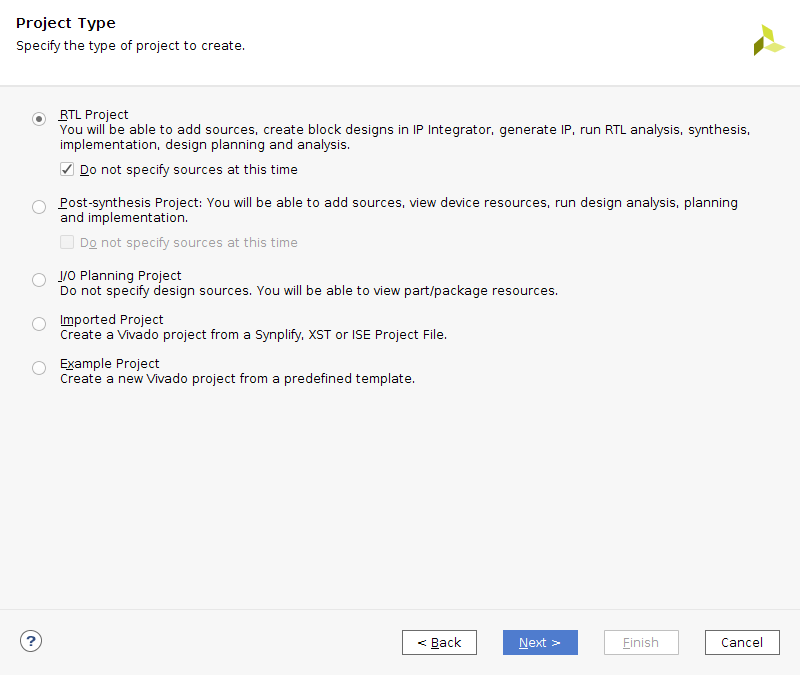 Project Type
Specify the type of project to create.
RTL Project
You will be able to add sources, create block designs in IP Integrator, generate IP, run RTL analysis, synthesis,
implementation, design planning and analysis.
Do not specify sources at this time
Post-synthesis Project: You will be able to add sources, view device resources, run design analysis, planning
and implementation.
Do not specify sources at this time
I/O Planning Project
Do not specify design sources. You will be able to view part/package resources.
Imported Project
Create a Vivado project from a Synplify, XST or ISE Project File.
Example Project
Create a new Vivado project from a predefined template.
?
< Back
Next >
Finish
Cancel